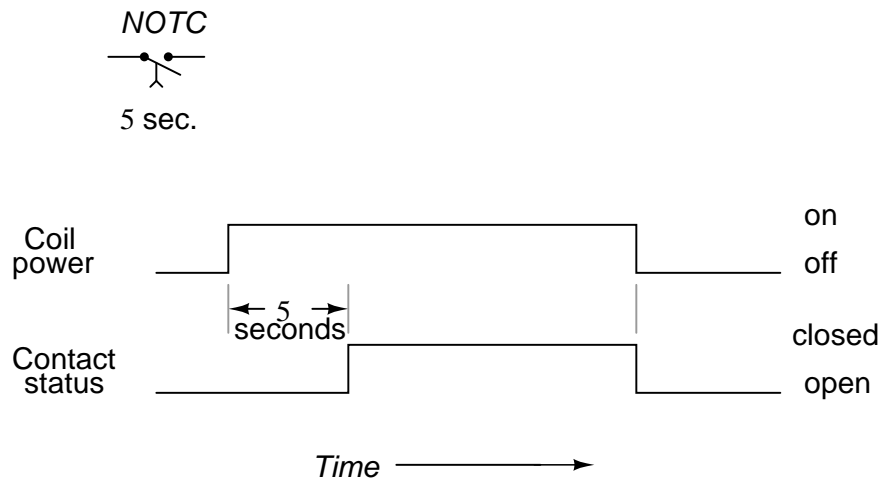 NOTC
5 sec.
Coil
power
on
off
5
seconds
Contact
status
closed
open
Time